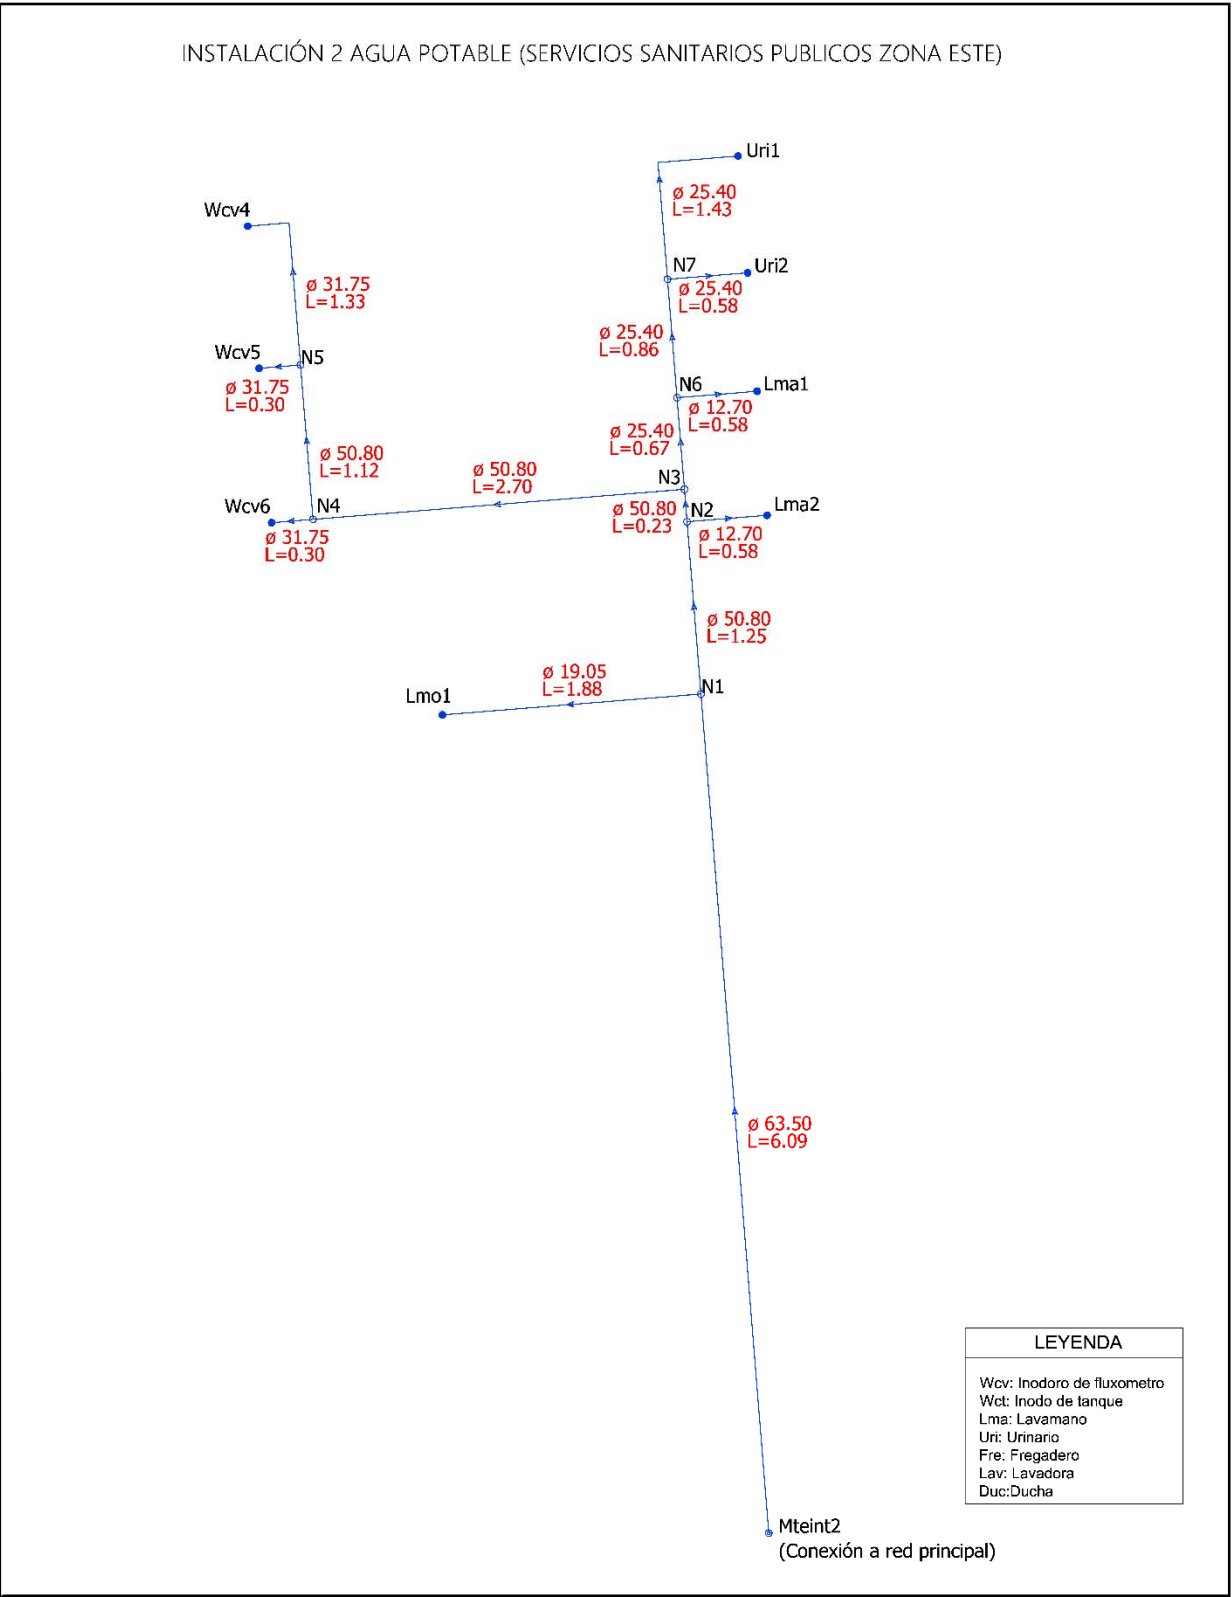 INSTALACIÓN 2 AGUA POTABLE (SERVICIOS SANITARIOS PUBLICOS ZONA ESTE)
Uri1
ø 25.40
L=1.43
Wcv4
N7
Uri2
ø 25.40
L=0.58
ø 31.75
L=1.33
ø 25.40
L=0.86
Wcv5
N5
ø 31.75
L=0.30
N6
Lma1
ø 12.70
L=0.58
ø 25.40
L=0.67
ø 50.80
L=1.12
ø 50.80
L=2.70
N3
Wcv6
N4
ø 31.75
L=0.30
ø 50.80
L=0.23
N2
Lma2
ø 12.70
L=0.58
ø 50.80
L=1.25
ø 19.05
L=1.88
Lmo1
N1
ø 63.50
L=6.09
LEYENDA
Wcv: Inodoro de fluxometro
Wct: Inodo de tanque
Lma: Lavamano
Uri: Urinario
Fre: Fregadero
Lav: Lavadora
Duc:Ducha
Mteint2
(Conexión a red principal)